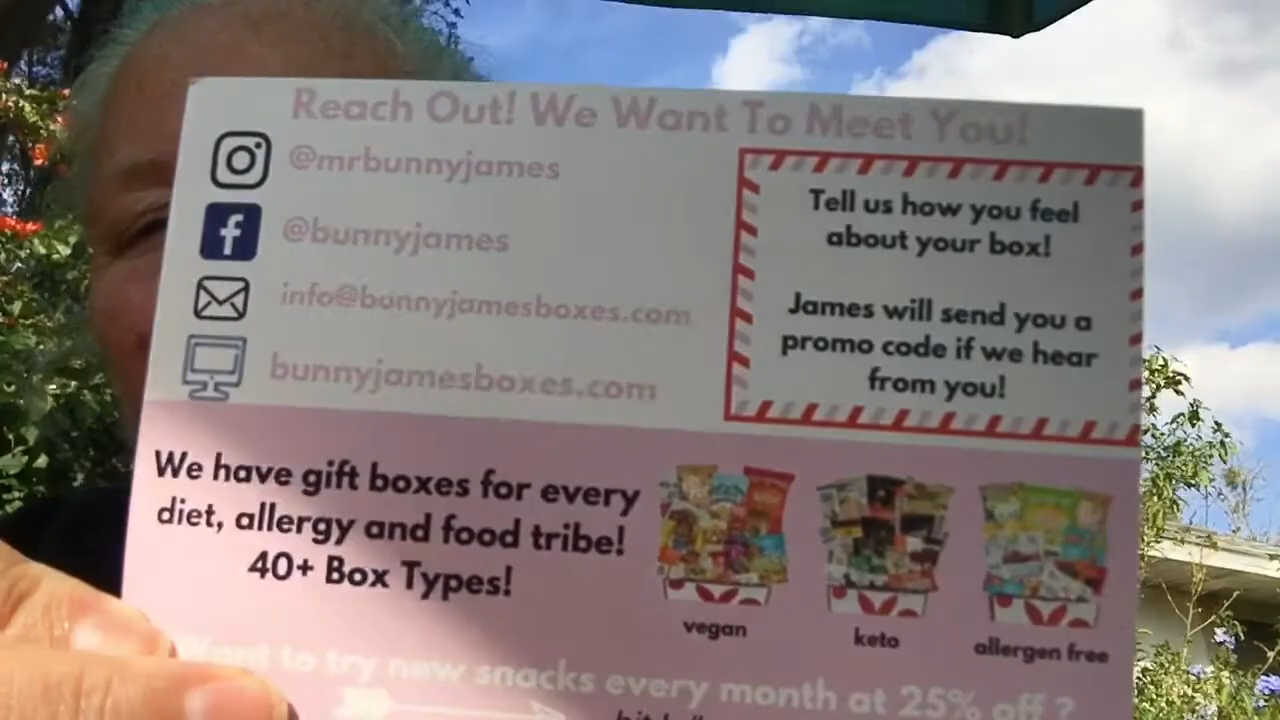 Reach Out! We Want To Meet You!
@mrbunnyjames
@bunnyjames
info@bunnyjamesboxes.com
bunnyjamesboxes.com
Tell us how you feel
about your box!
James will send you a
promo code if we hear
from you!
We have gift boxes for every
diet, allergy and food tribe!
40+ Box Types!
vegan
keto
allergen free
Want to try new snacks every month at 25% off ?